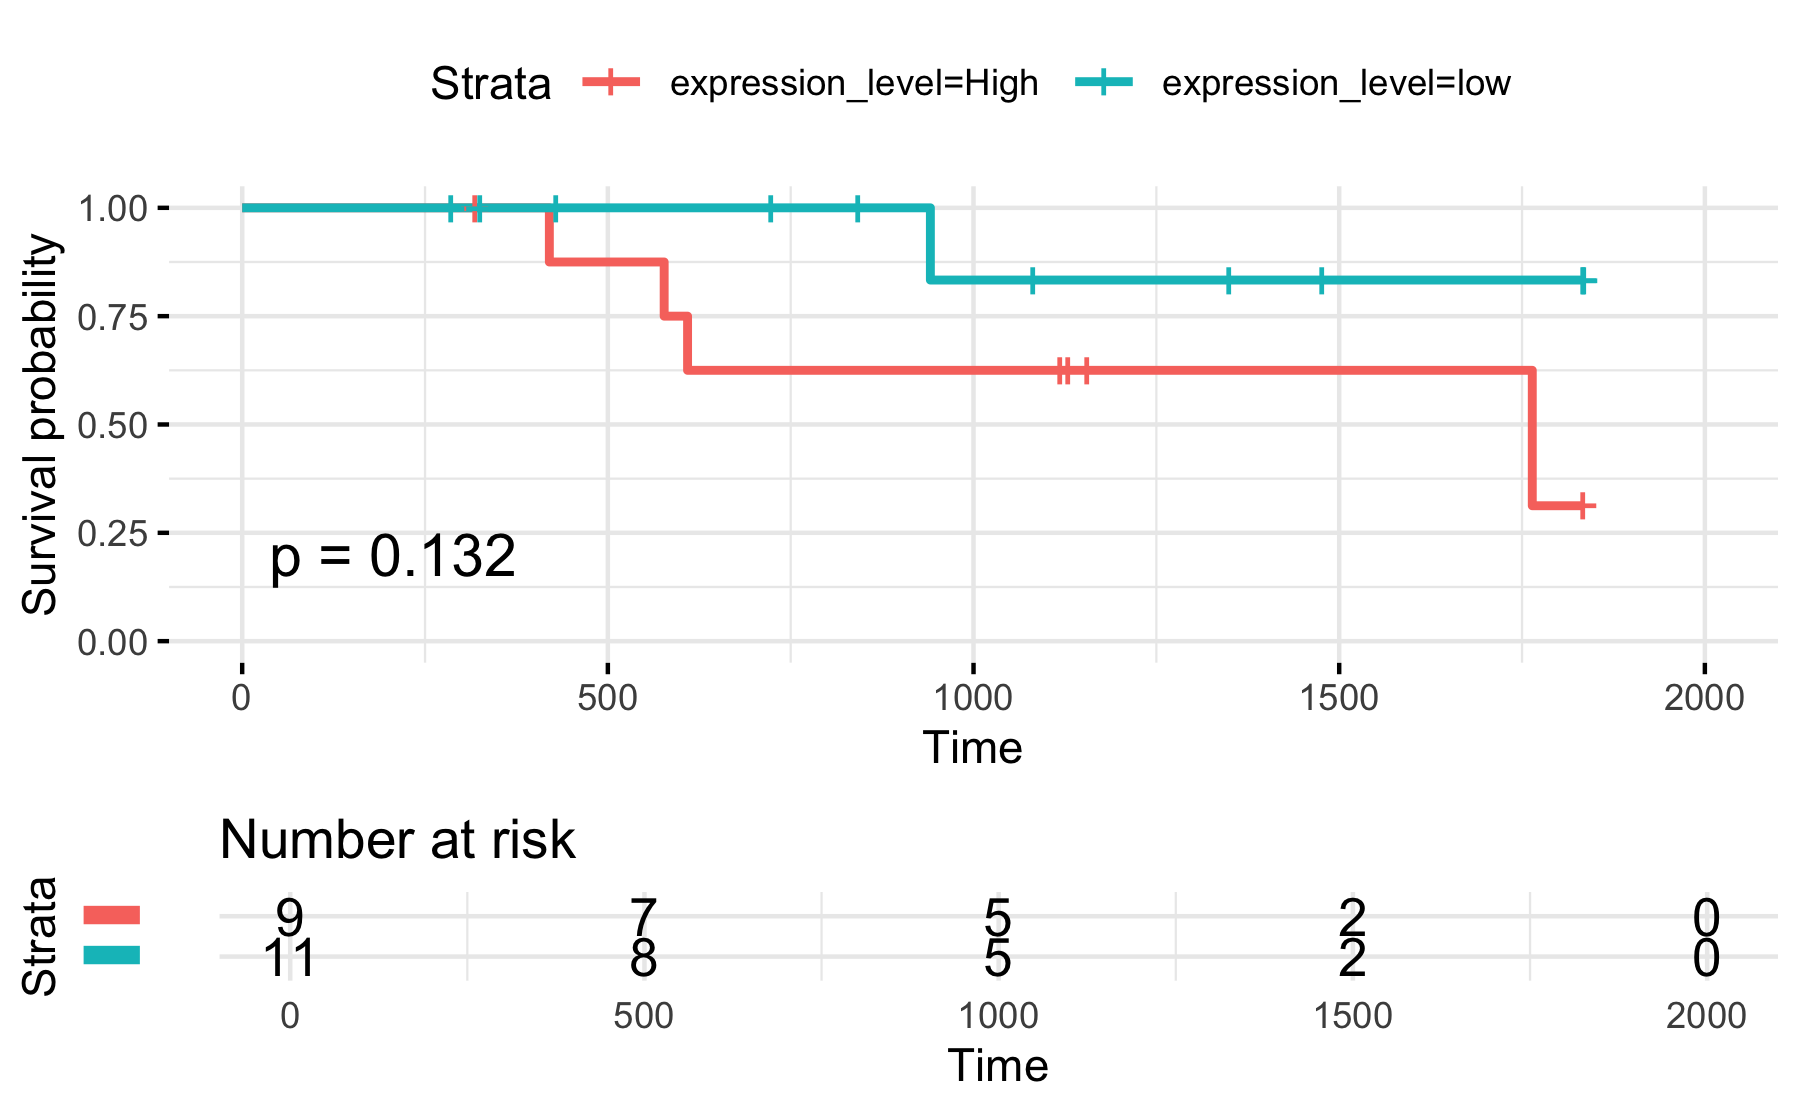 Strata expression_level=High expression_level=low
Survival probability
1.00
0.75
0.50
0.25
0.00
p = 0.132
0 500 1000 1500 2000
Time
Number at risk
Strata
9 7 5 2 0
11 8 5 2 0
0 500 1000 1500 2000
Time